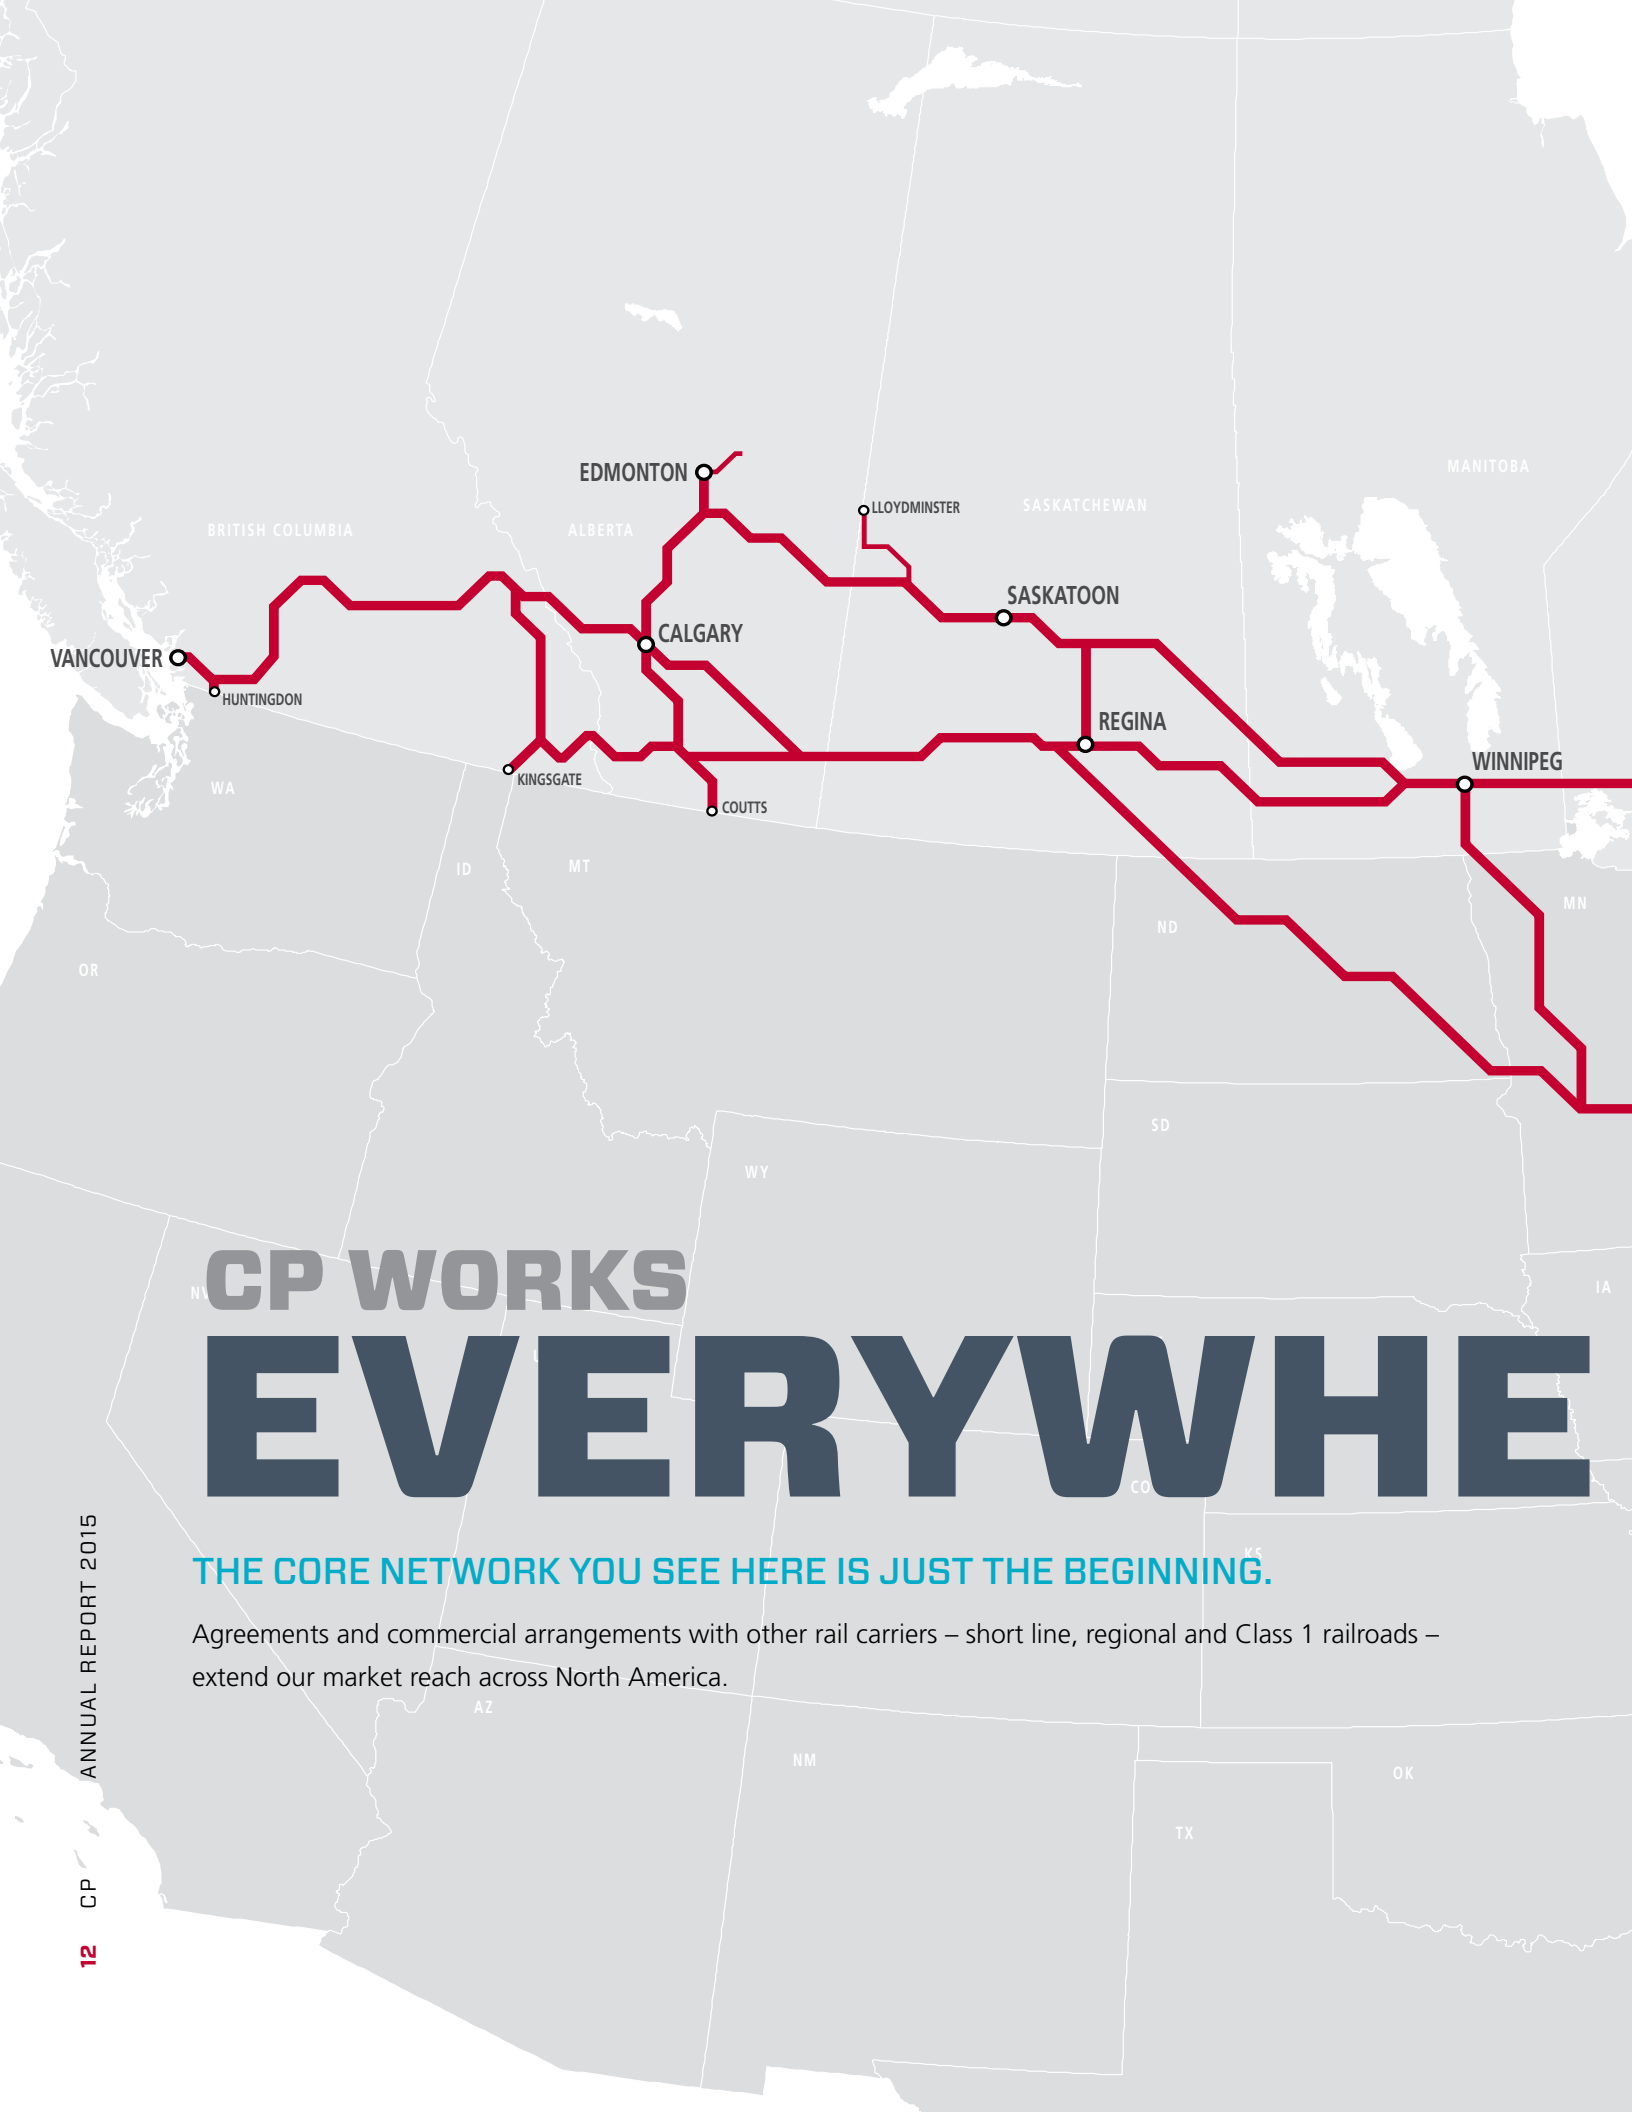 MANITOBA
EDMONTON
LLOYDMINSTER
SASKATCHEWAN
BRITISH COLUMBIA
ALBERTA
SASKATOON
CALGARY
VANCOUVER
HUNTINGDON
REGINA
WINNIPEG
KINGSGATE
WA
COUTTS
ID
MT
MN
ND
OR
SD
WY
CP WORKS
NV
IA
EVERYWHE
CO
KS
THE CORE NETWORK YOU SEE HERE IS JUST THE BEGINNING.
Agreements and commercial arrangements with other rail carriers – short line, regional and Class 1 railroads –
extend our market reach across North America.
AZ
NM
OK
TX
12 CP ANNUAL REPORT 2015